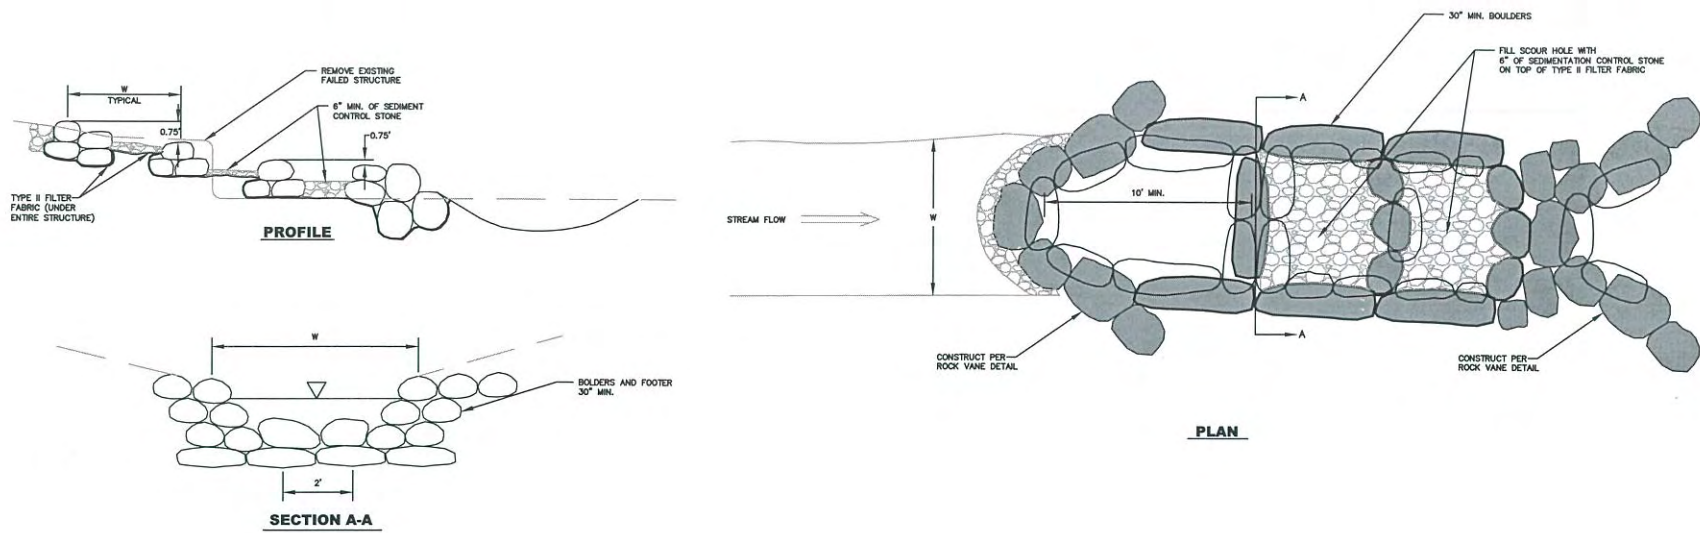 W
TYPICAL
REMOVE EXISTING
FAILED STRUCTURE
6" MIN. OF SEDIMENT
CONTROL STONE
0.75'
0.75'
TYPE II FILTER
FABRIC (UNDER
ENTIRE STRUCTURE)
PROFILE
W
BOLDERS AND FOOTER
30" MIN.
2'
SECTION A-A
30" MIN. BOULDERS
FILL SCOUR HOLE WITH
6" OF SEDIMENTATION CONTROL STONE
ON TOP OF TYPE II FILTER FABRIC
A
10' MIN.
STREAM FLOW
W
A
CONSTRUCT PER
ROCK VANE DETAIL
CONSTRUCT PER
ROCK VANE DETAIL
PLAN